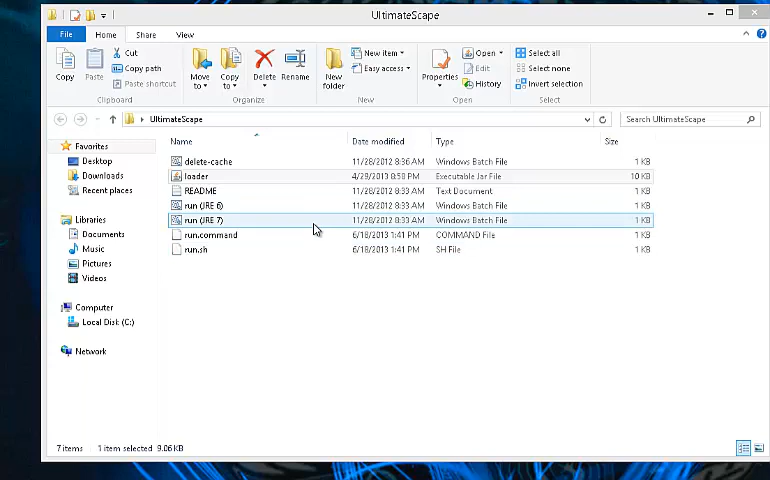 UltimateScape
File Home Share View
Copy Paste Cut Copy path Paste shortcut
Move to Copy to Delete Rename
New folder New item Easy access
Properties Open Edit History
Select all Select none Invert selection
Clipboard Organize New Open Select
UltimateScape Search UltimateScape
Favorites
Desktop
Downloads
Recent places
Libraries
Documents
Music
Pictures
Videos
Computer
Local Disk (C:)
Network
Name Date modified Type Size
delete-cache 11/28/2012 8:36 AM Windows Batch File 1 KB
loader 4/29/2013 8:50 PM Executable Jar File 10 KB
README 11/28/2012 8:33 AM Text Document 1 KB
run (JRE 6) 11/28/2012 8:33 AM Windows Batch File 1 KB
run (JRE 7) 11/28/2012 8:33 AM Windows Batch File 1 KB
run.command 6/18/2013 1:41 PM COMMAND File 1 KB
run.sh 6/18/2013 1:41 PM SH File 1 KB
7 items 1 item selected 9.06 KB